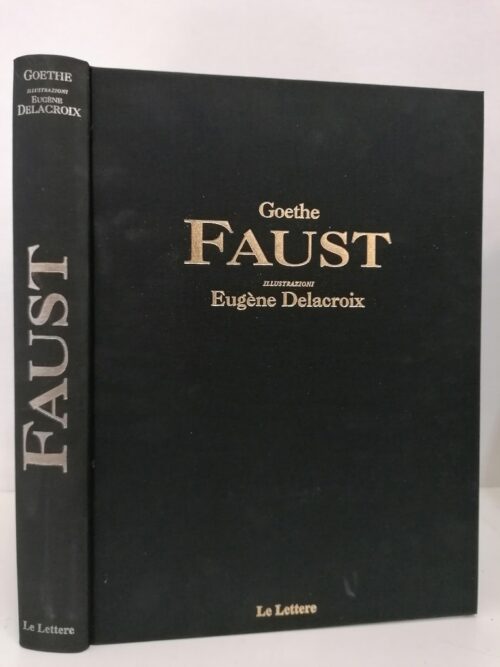 GOETHE
ILLUSTRAZIONI
EUGÈNE
DELACROIX
FAUST
Le Lettere
Goethe
FAUST
ILLUSTRAZIONI
Eugène Delacroix
Le Lettere